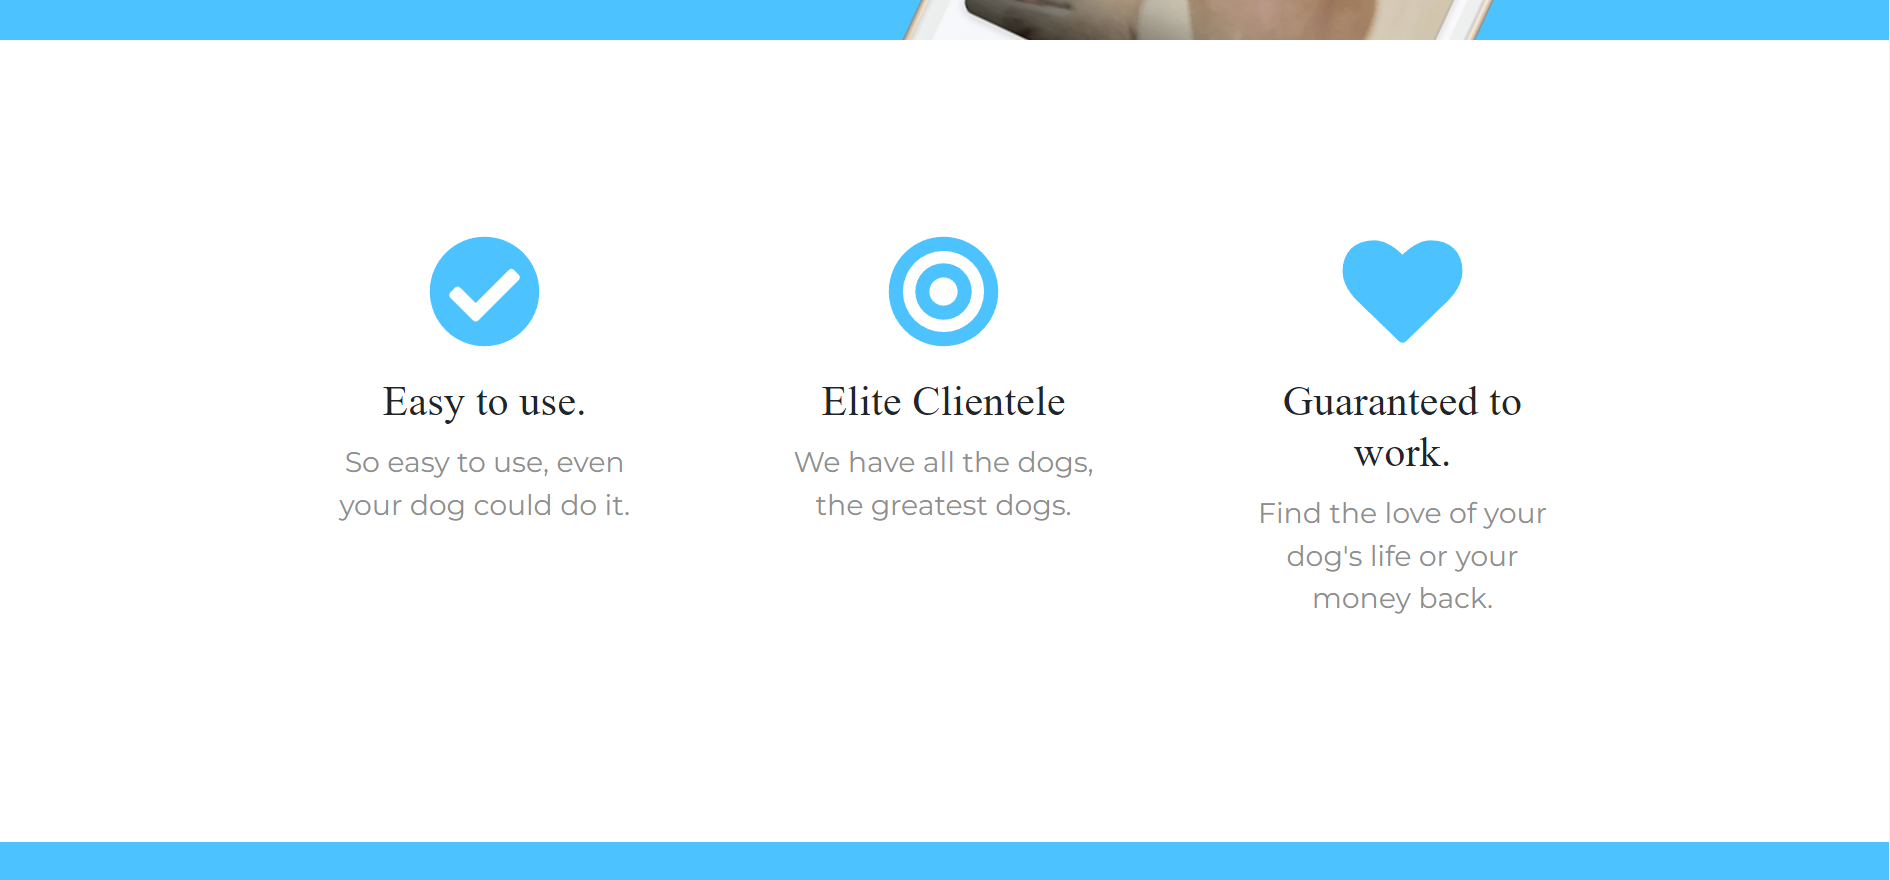 Easy to use.
So easy to use, even
your dog could do it.
Elite Clientele
We have all the dogs,
the greatest dogs.
Guaranteed to
work.
Find the love of your
dog's life or your
money back.